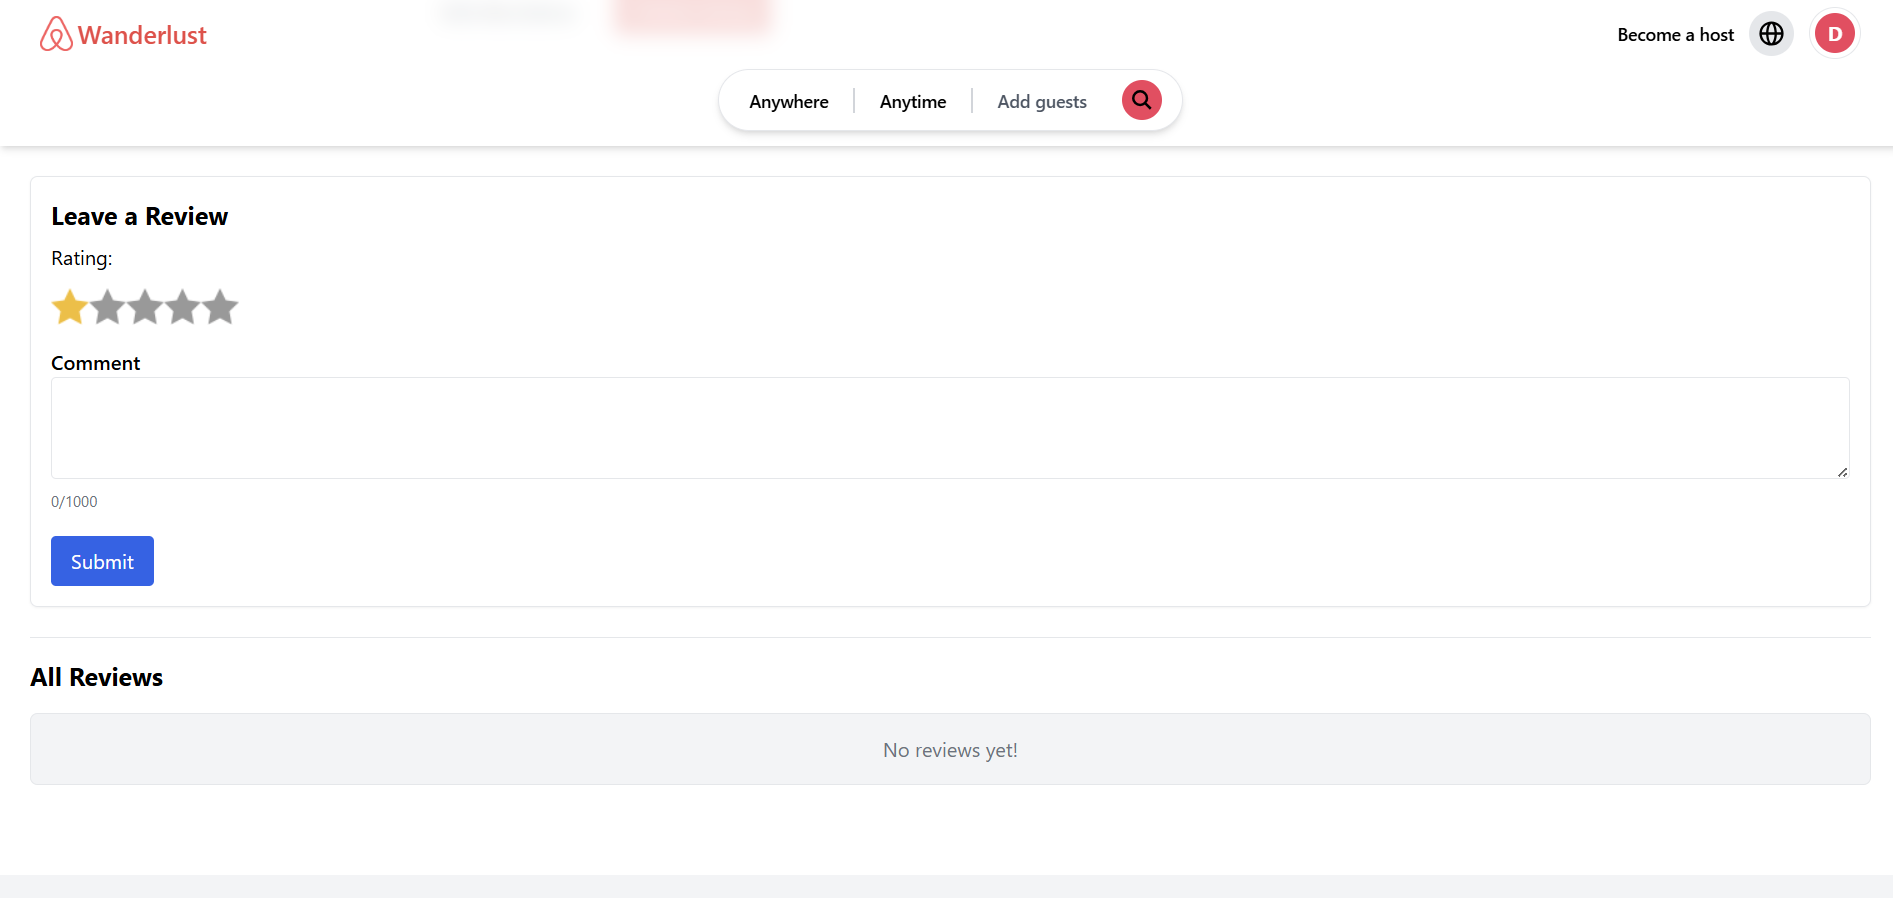 Wanderlust
Become a host
D
Anywhere
Anytime
Add guests
Leave a Review
Rating:
Comment
0/1000
Submit
All Reviews
No reviews yet!